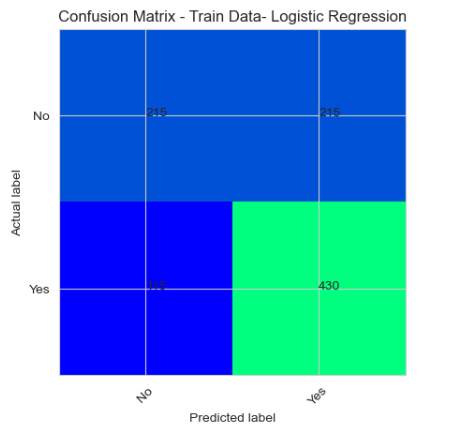 Confusion Matrix - Train Data- Logistic Regression
No
215
215
Actual label
Yes
430
No
Yes
Predicted label